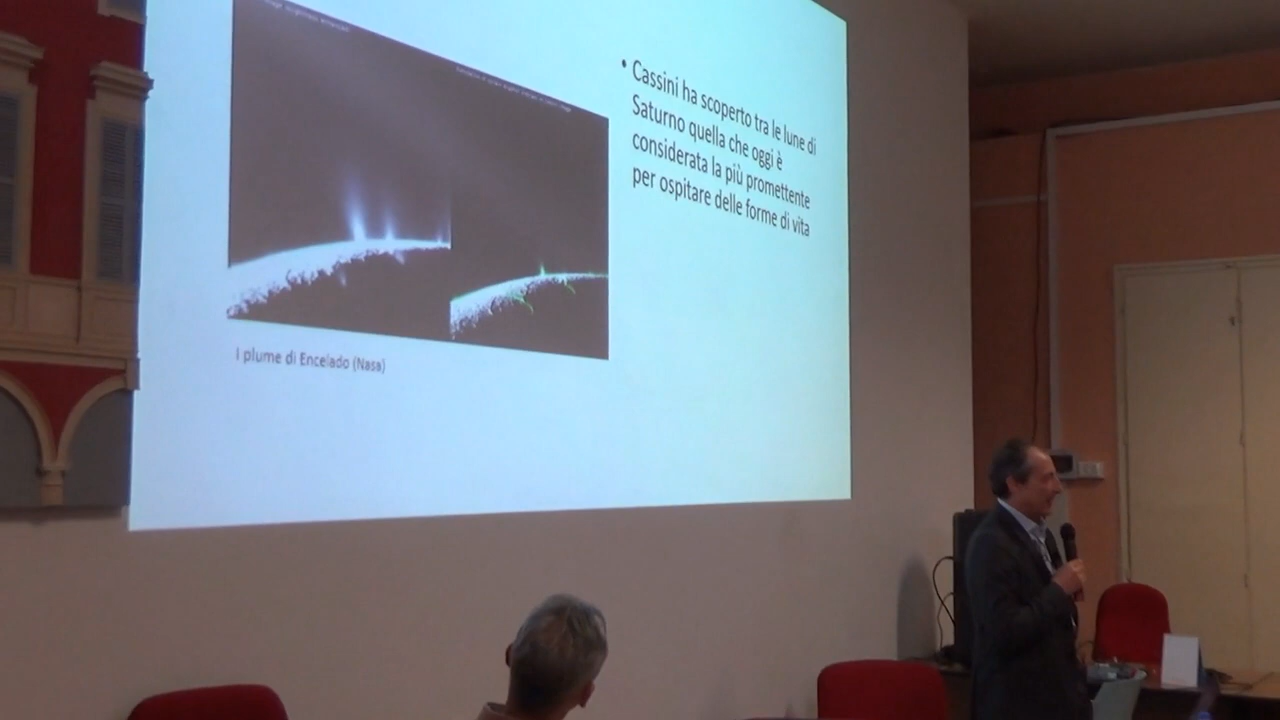 • Cassini ha scoperto tra le lune di
Saturno quella che oggi è
considerata la più promettente
per ospitare delle forme di vita
I plume di Encelado (Nasa)